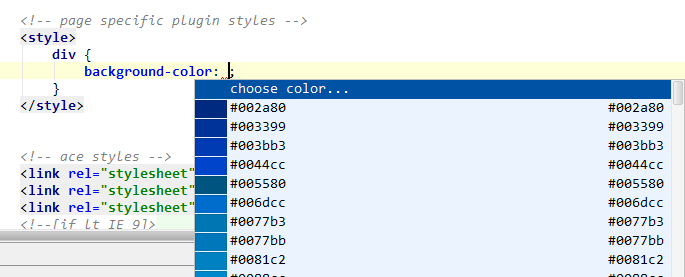 <!-- page specific plugin styles -->
<style>
div {
background-color: ;
}
</style>
choose color...
#002a80 #002a80
#003399 #003399
#003bb3 #003bb3
#0044cc #0044cc
#005580 #005580
#006dcc #006dcc
#0077b3 #0077b3
#0077bb #0077bb
#0081c2 #0081c2
<!-- ace styles -->
<link rel="stylesheet"
<link rel="stylesheet"
<link rel="stylesheet"
<!--[if lt IE 9]>